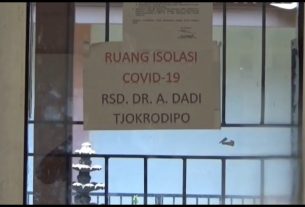 RUANG ISOLASI
COVID-19
RSD. DR. A. DADI
TJOKRODIPO